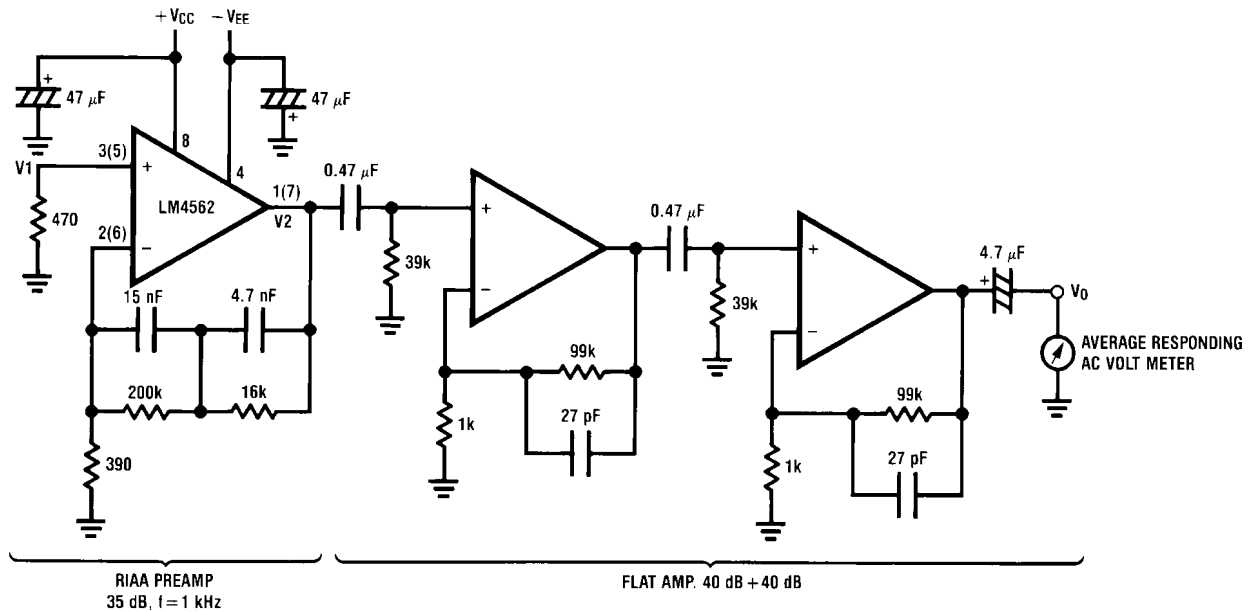 +VCC
−VEE
+
47 μF
47 μF
+
8
3(5)
V1
+
4
0.47 μF
1(7)
LM4562
V2
470
2(6)
−
+
0.47 μF
39k
−
+
4.7 μF
+
VO
15 nF
4.7 nF
39k
−
AVERAGE RESPONDING
AC VOLT METER
99k
200k
16k
1k
27 pF
99k
390
1k
27 pF
RIAA PREAMP
35 dB, f=1 kHz
FLAT AMP. 40 dB +40 dB